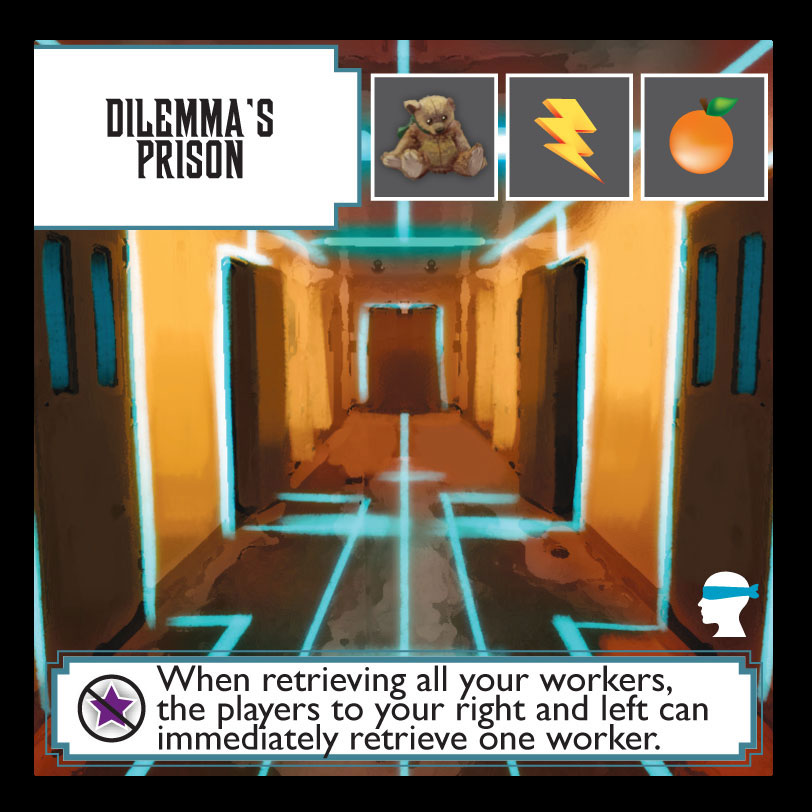 DILEMMA'S
PRISON
When retrieving all your workers,
the players to your right and left can
immediately retrieve one worker.